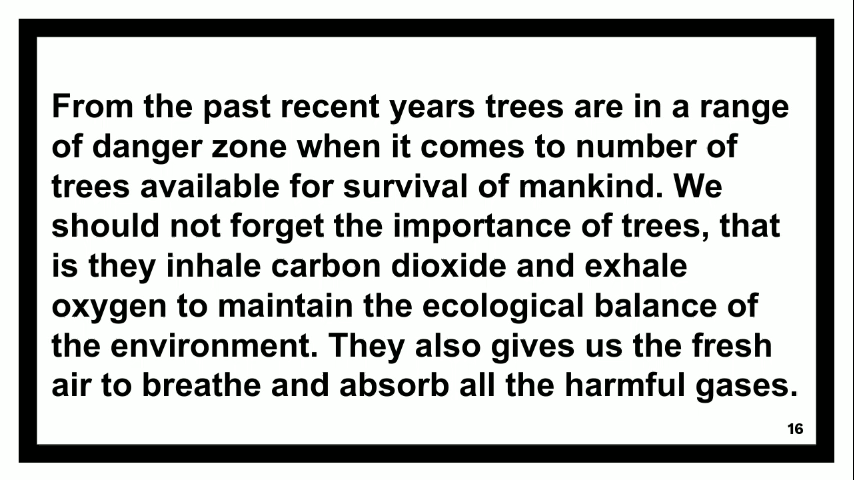 From the past recent years trees are in a range
of danger zone when it comes to number of
trees available for survival of mankind. We
should not forget the importance of trees, that
is they inhale carbon dioxide and exhale
oxygen to maintain the ecological balance of
the environment. They also gives us the fresh
air to breathe and absorb all the harmful gases.
16